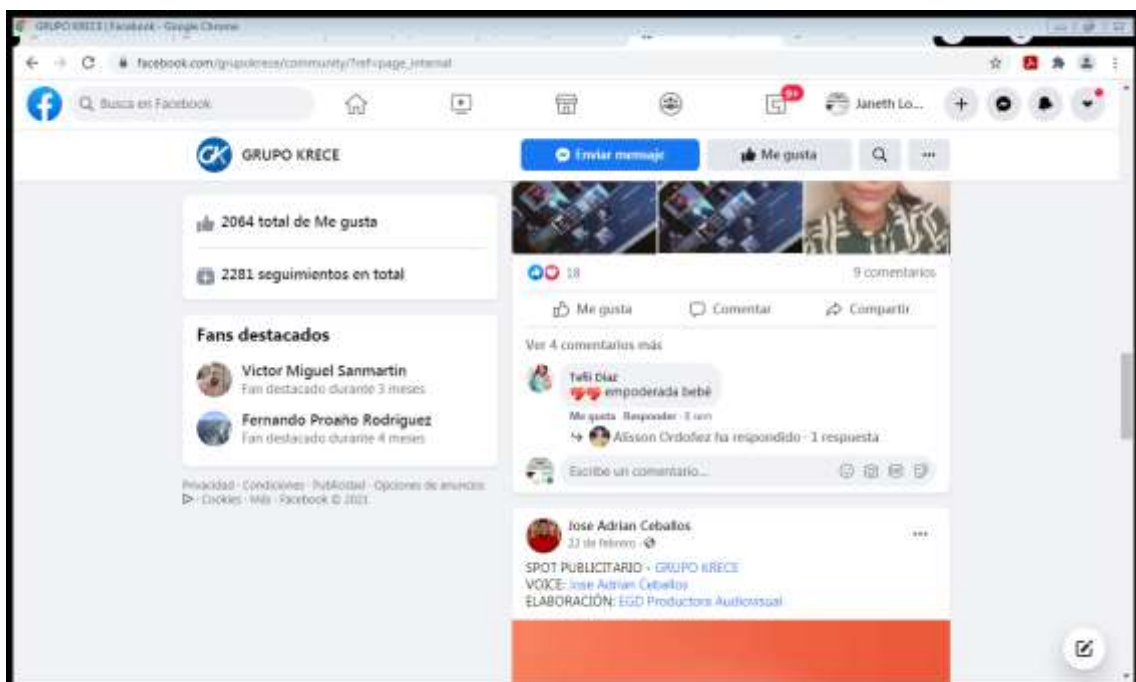 GRUPO KRECE | Facebook - Google Chrome
facebook.com/grupokrece/community/?ref=page_internal
Busca en Facebook
9+
Janeth Lo...
GK
GRUPO KRECE
Enviar mensaje
Me gusta
2064 total de Me gusta
2281 seguimientos en total
Fans destacados
Victor Miguel Sanmartin
Fan destacado durante 3 meses
Fernando Proaño Rodriguez
Fan destacado durante 4 meses
Privacidad · Condiciones · Publicidad · Opciones de anuncios
Cookies · Más · Facebook © 2021
18
9 comentarios
Me gusta
Comentar
Compartir
Ver 4 comentarios más
Tefii Diaz
empoderada bebé
Me gusta · Responder · 8 sem
Alisson Ordoñez ha respondido · 1 respuesta
Escribe un comentario...
Jose Adrian Ceballos
22 de febrero
SPOT PUBLICITARIO - GRUPO KRECE
VOICE: Jose Adrian Ceballos
ELABORACIÓN: EGD Productora Audiovisual